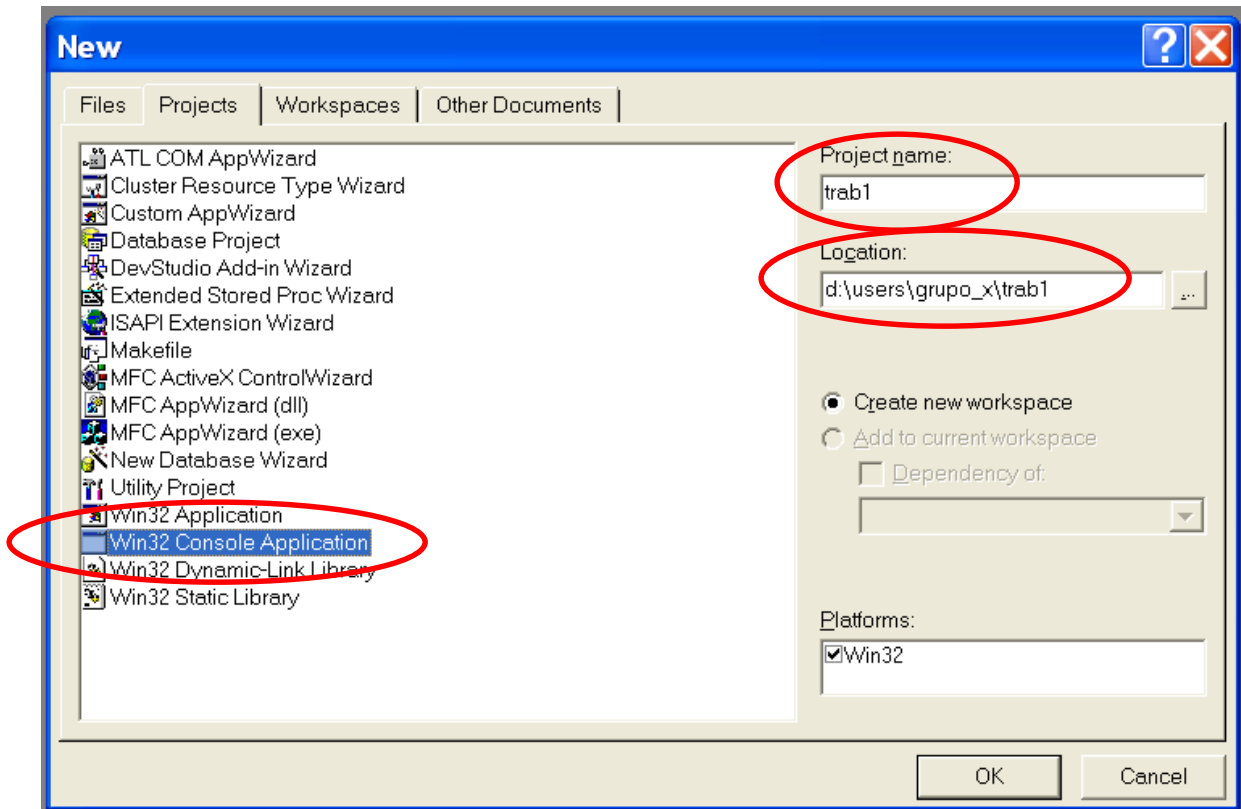 New
Files Projects Workspaces Other Documents
ATL COM AppWizard
Cluster Resource Type Wizard
Custom AppWizard
Database Project
DevStudio Add-in Wizard
Extended Stored Proc Wizard
ISAPI Extension Wizard
Makefile
MFC ActiveX ControlWizard
MFC AppWizard (dll)
MFC AppWizard (exe)
New Database Wizard
Utility Project
Win32 Application
Win32 Console Application
Win32 Dynamic-Link Library
Win32 Static Library
Project name:
trab1
Location:
d:\users\grupo_x\trab1
...
Create new workspace
Add to current workspace
Dependency of:
Platforms:
Win32
OK Cancel